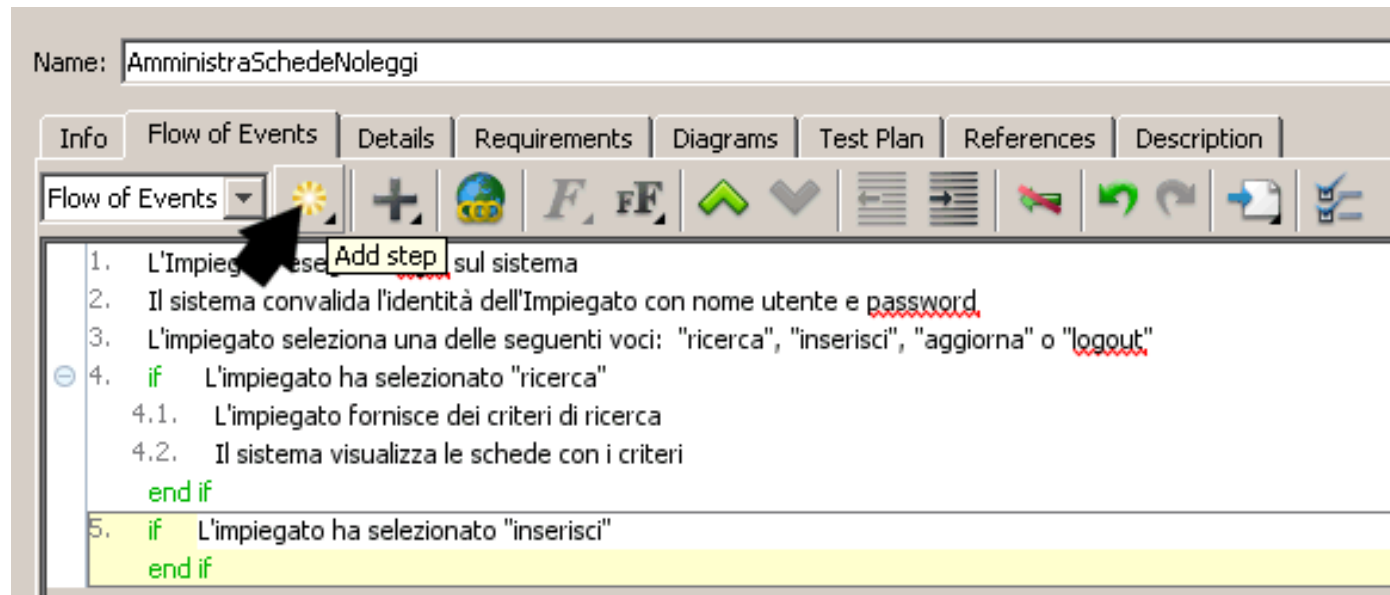 Name: AmministraSchedeNoleggi
Info Flow of Events Details Requirements Diagrams Test Plan References Description
Flow of Events F FF
Add step
1. sul sistema
2. Il sistema convalida l'identità dell'Impiegato con nome utente e password
3. L'impiegato seleziona una delle seguenti voci: "ricerca", "inserisci", "aggiorna" o "logout"
4. if L'impiegato ha selezionato "ricerca"
4.1. L'impiegato fornisce dei criteri di ricerca
4.2. Il sistema visualizza le schede con i criteri
end if
5. if L'impiegato ha selezionato "inserisci"
end if